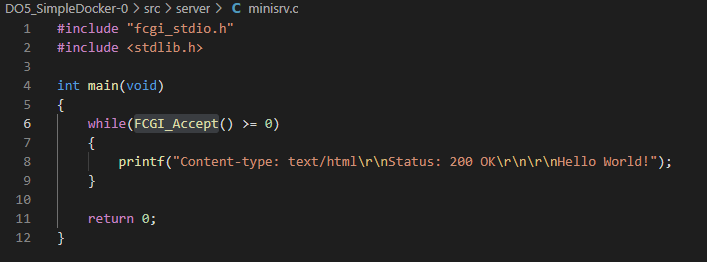 DO5_SimpleDocker-0 > src > server > C minisrv.c
1 #include "fcgi_stdio.h"
2 #include <stdlib.h>
3
4 int main(void)
5 {
6     while(FCGI_Accept() >= 0)
7     {
8         printf("Content-type: text/html\r\nStatus: 200 OK\r\n\r\nHello World!");
9     }
10
11     return 0;
12 }